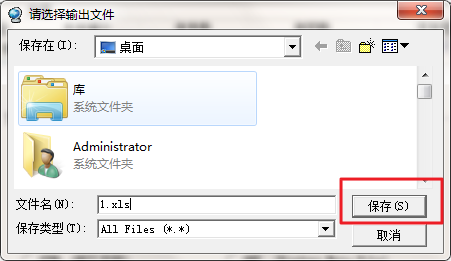 请选择输出文件
保存在(I):
桌面
库
系统文件夹
Administrator
系统文件夹
文件名(N):
1.xls
保存(S)
保存类型(T):
All Files (*.*)
取消